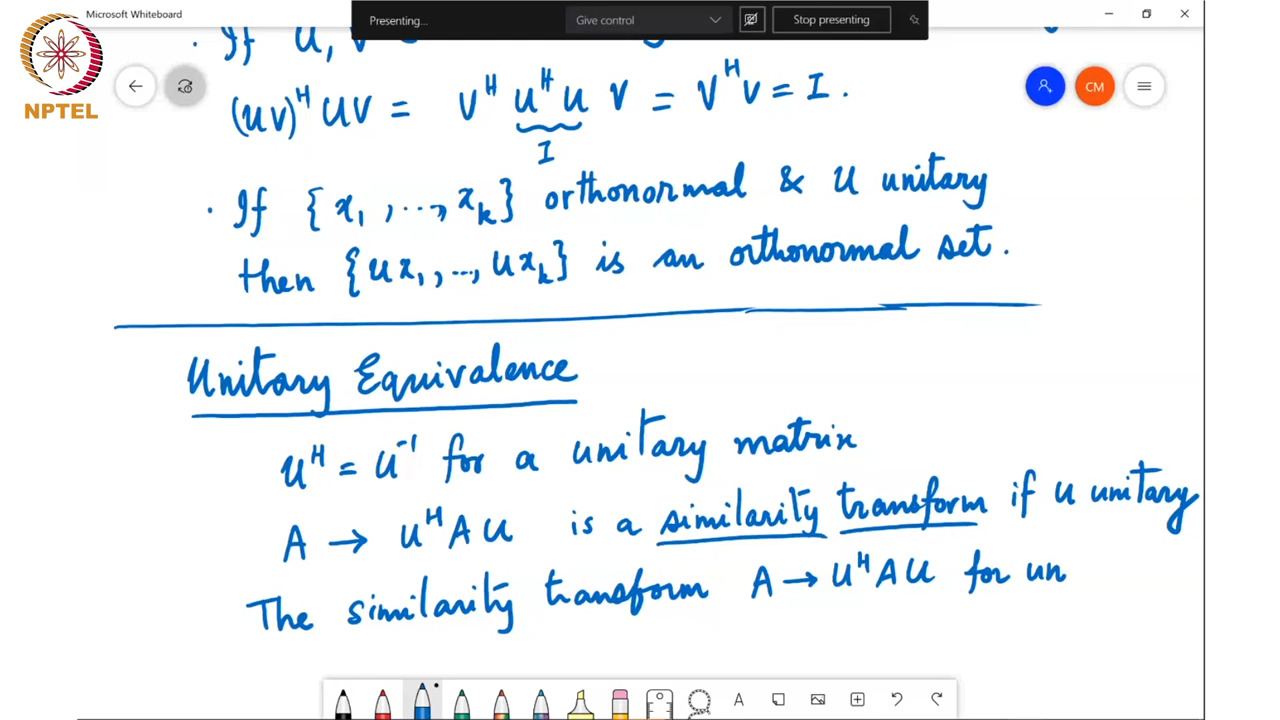 Microsoft Whiteboard
Presenting...
Give control
Stop presenting
NPTEL
CM
· If U, V
(UV)^H UV = V^H U^H U V = V^H V = I.
I
· If {x_1, ..., x_k} orthonormal & U unitary
then {Ux_1, ..., Ux_k} is an orthonormal set.
Unitary Equivalence
U^H = U^-1 for a unitary matrix
A → U^H A U is a similarity transform if U unitary
The similarity transform A → U^H A U for un
A